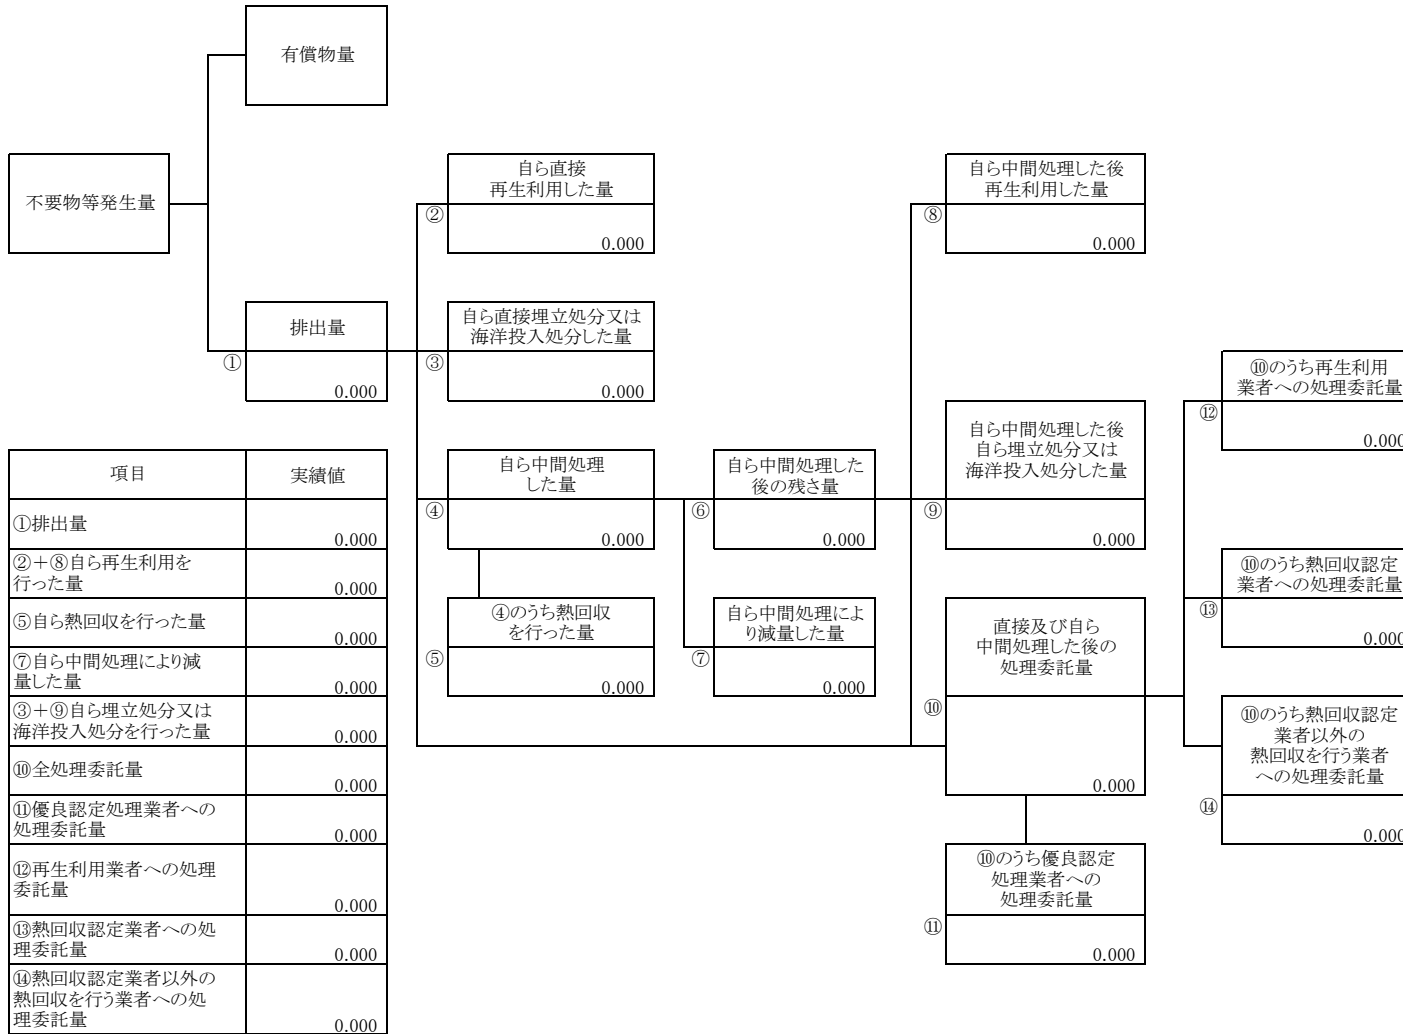 有償物量
不要物等発生量
自ら直接
再生利用した量
②
0.000
自ら中間処理した後
再生利用した量
⑧
0.000
排出量
①
0.000
自ら直接埋立処分又は
海洋投入処分した量
③
0.000
⑩のうち再生利用
業者への処理委託量
⑫
0.000
自ら中間処理
した量
④
0.000
自ら中間処理した
後の残さ量
⑥
0.000
自ら中間処理した後
自ら埋立処分又は
海洋投入処分した量
⑨
0.000
⑩のうち熱回収認定
業者への処理委託量
⑬
0.000
④のうち熱回収
を行った量
⑤
0.000
自ら中間処理によ
り減量した量
⑦
0.000
直接及び自ら
中間処理した後の
処理委託量
⑩
0.000
⑩のうち熱回収認定
業者以外の
熱回収を行う業者
への処理委託量
⑭
0.000
⑩のうち優良認定
処理業者への
処理委託量
⑪
0.000
項目 実績値
①排出量
0.000
②+⑧自ら再生利用を
行った量 0.000
⑤自ら熱回収を行った量
0.000
⑦自ら中間処理により減
量した量 0.000
③+⑨自ら埋立処分又は
海洋投入処分を行った量 0.000
⑩全処理委託量
0.000
⑪優良認定処理業者への
処理委託量 0.000
⑫再生利用業者への処理
委託量
0.000
⑬熱回収認定業者への処
理委託量 0.000
⑭熱回収認定業者以外の
熱回収を行う業者への処
理委託量 0.000